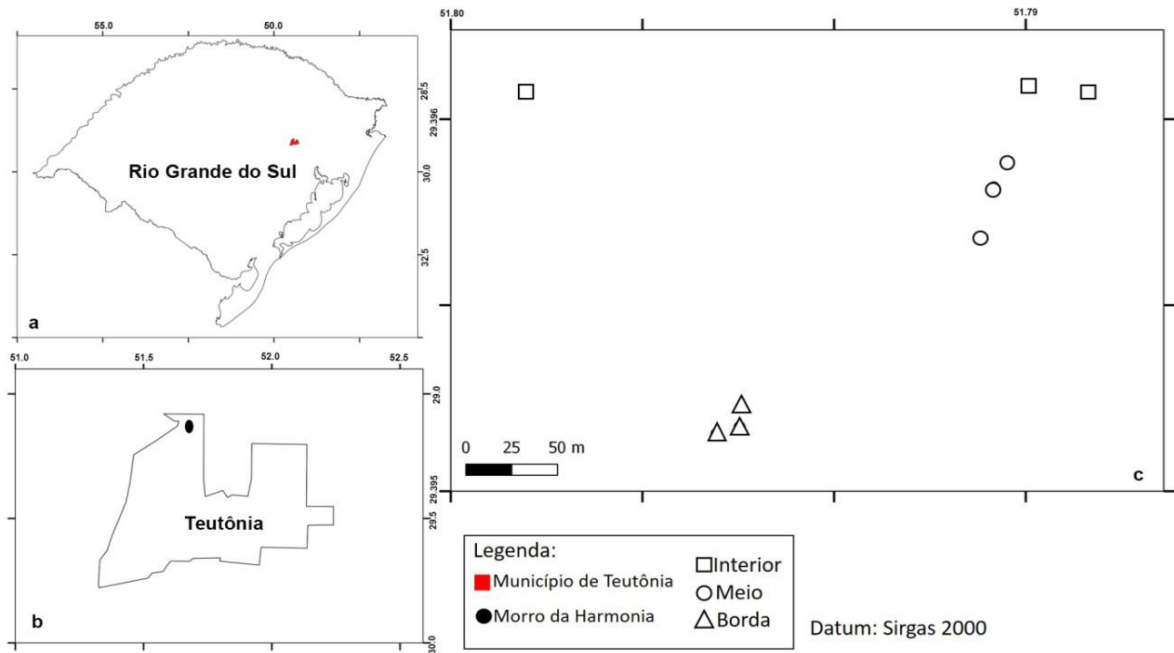 55.0
50.0
28.5
30.0
32.5
Rio Grande do Sul
a
51.0
51.5
52.0
52.5
29.0
29.5
30.0
Teutônia
b
51.80
51.79
29.396
29.395
0 25 50 m
c
Legenda:
Município de Teutônia
Morro da Harmonia
Interior
Meio
Borda
Datum: Sirgas 2000